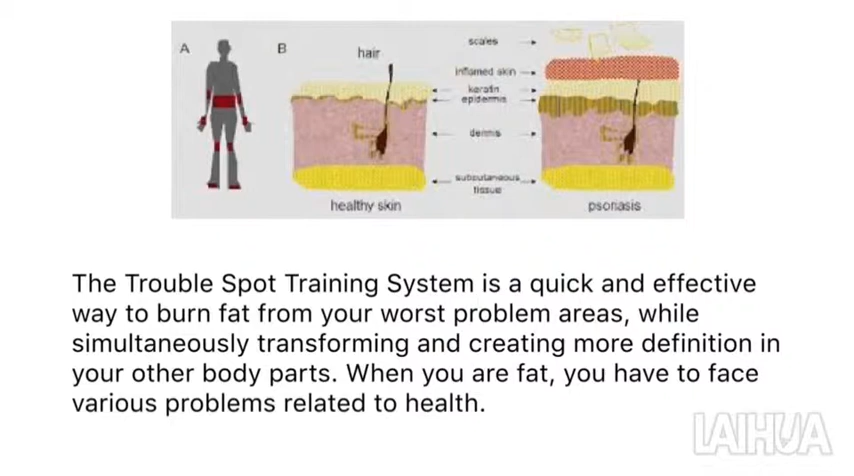 A
B
hair
scales
inflamed skin
keratin
epidermis
dermis
subcutaneous
tissue
healthy skin
psoriasis
The Trouble Spot Training System is a quick and effective
way to burn fat from your worst problem areas, while
simultaneously transforming and creating more definition in
your other body parts. When you are fat, you have to face
various problems related to health.
LAIHUA